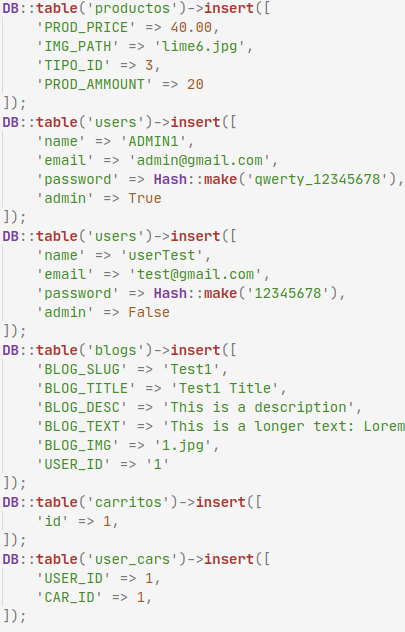 DB::table('productos')->insert([
    'PROD_PRICE' => 40.00,
    'IMG_PATH' => 'lime6.jpg',
    'TIPO_ID' => 3,
    'PROD_AMMOUNT' => 20
]);
DB::table('users')->insert([
    'name' => 'ADMIN1',
    'email' => 'admin@gmail.com',
    'password' => Hash::make('qwerty_12345678'),
    'admin' => True
]);
DB::table('users')->insert([
    'name' => 'userTest',
    'email' => 'test@gmail.com',
    'password' => Hash::make('12345678'),
    'admin' => False
]);
DB::table('blogs')->insert([
    'BLOG_SLUG' => 'Test1',
    'BLOG_TITLE' => 'Test1 Title',
    'BLOG_DESC' => 'This is a description',
    'BLOG_TEXT' => 'This is a longer text: Lorem
    'BLOG_IMG' => '1.jpg',
    'USER_ID' => '1'
]);
DB::table('carritos')->insert([
    'id' => 1,
]);
DB::table('user_cars')->insert([
    'USER_ID' => 1,
    'CAR_ID' => 1,
]);